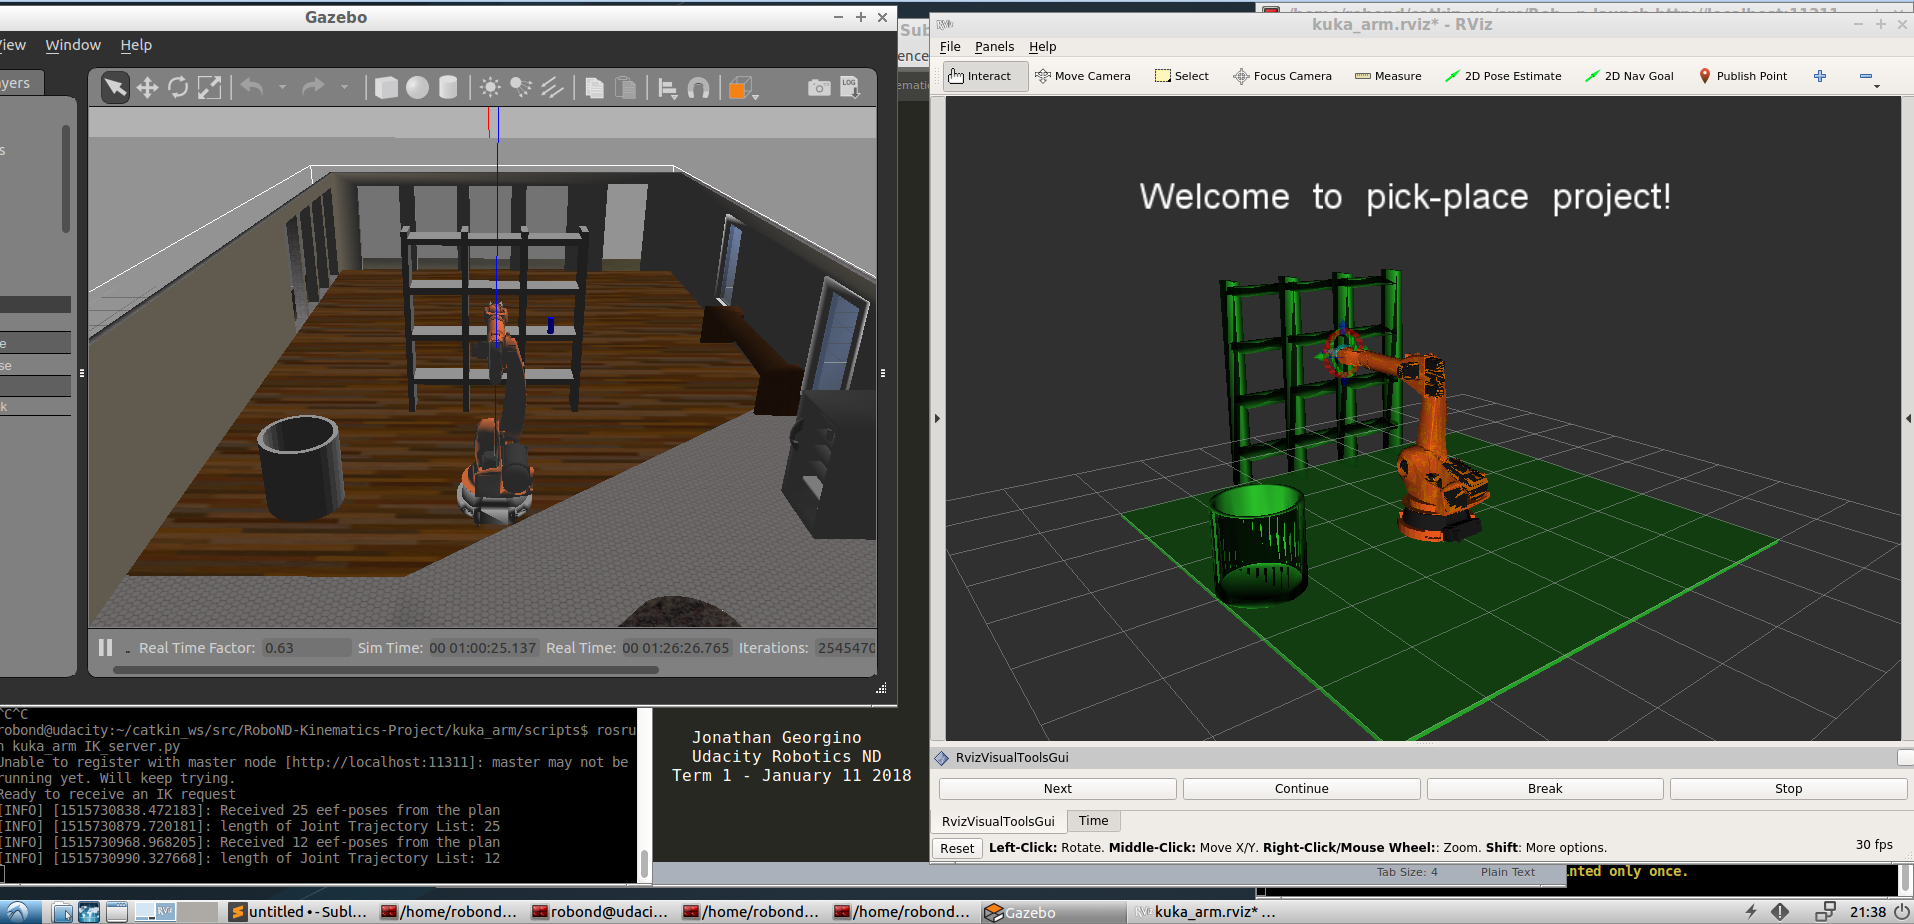 Gazebo
View Window Help
yers
s
e
se
k
LOG
Real Time Factor: 0.63 Sim Time: 00 01:00:25.137 Real Time: 00 01:26:26.765 Iterations: 2545470
^C^C
robond@udacity:~/catkin_ws/src/RoboND-Kinematics-Project/kuka_arm/scripts$ rosru
n kuka_arm IK_server.py
Unable to register with master node [http://localhost:11311]: master may not be
running yet. Will keep trying.
Ready to receive an IK request
[INFO] [1515730838.472183]: Received 25 eef-poses from the plan
[INFO] [1515730879.720181]: length of Joint Trajectory List: 25
[INFO] [1515730968.968205]: Received 12 eef-poses from the plan
[INFO] [1515730990.327668]: length of Joint Trajectory List: 12
Sub
ence
emati
Jonathan Georgino
Udacity Robotics ND
Term 1 - January 11 2018
kuka_arm.rviz* - RViz
File Panels Help
Interact Move Camera Select Focus Camera Measure 2D Pose Estimate 2D Nav Goal Publish Point
Welcome to pick-place project!
RvizVisualToolsGui
Next Continue Break Stop
RvizVisualToolsGui Time
Reset Left-Click: Rotate. Middle-Click: Move X/Y. Right-Click/Mouse Wheel:: Zoom. Shift: More options. 30 fps
Tab Size: 4 Plain Text
nted only once.
untitled • - Subl... /home/robond... robond@udaci... /home/robond... /home/robond... Gazebo kuka_arm.rviz* ... 21:38